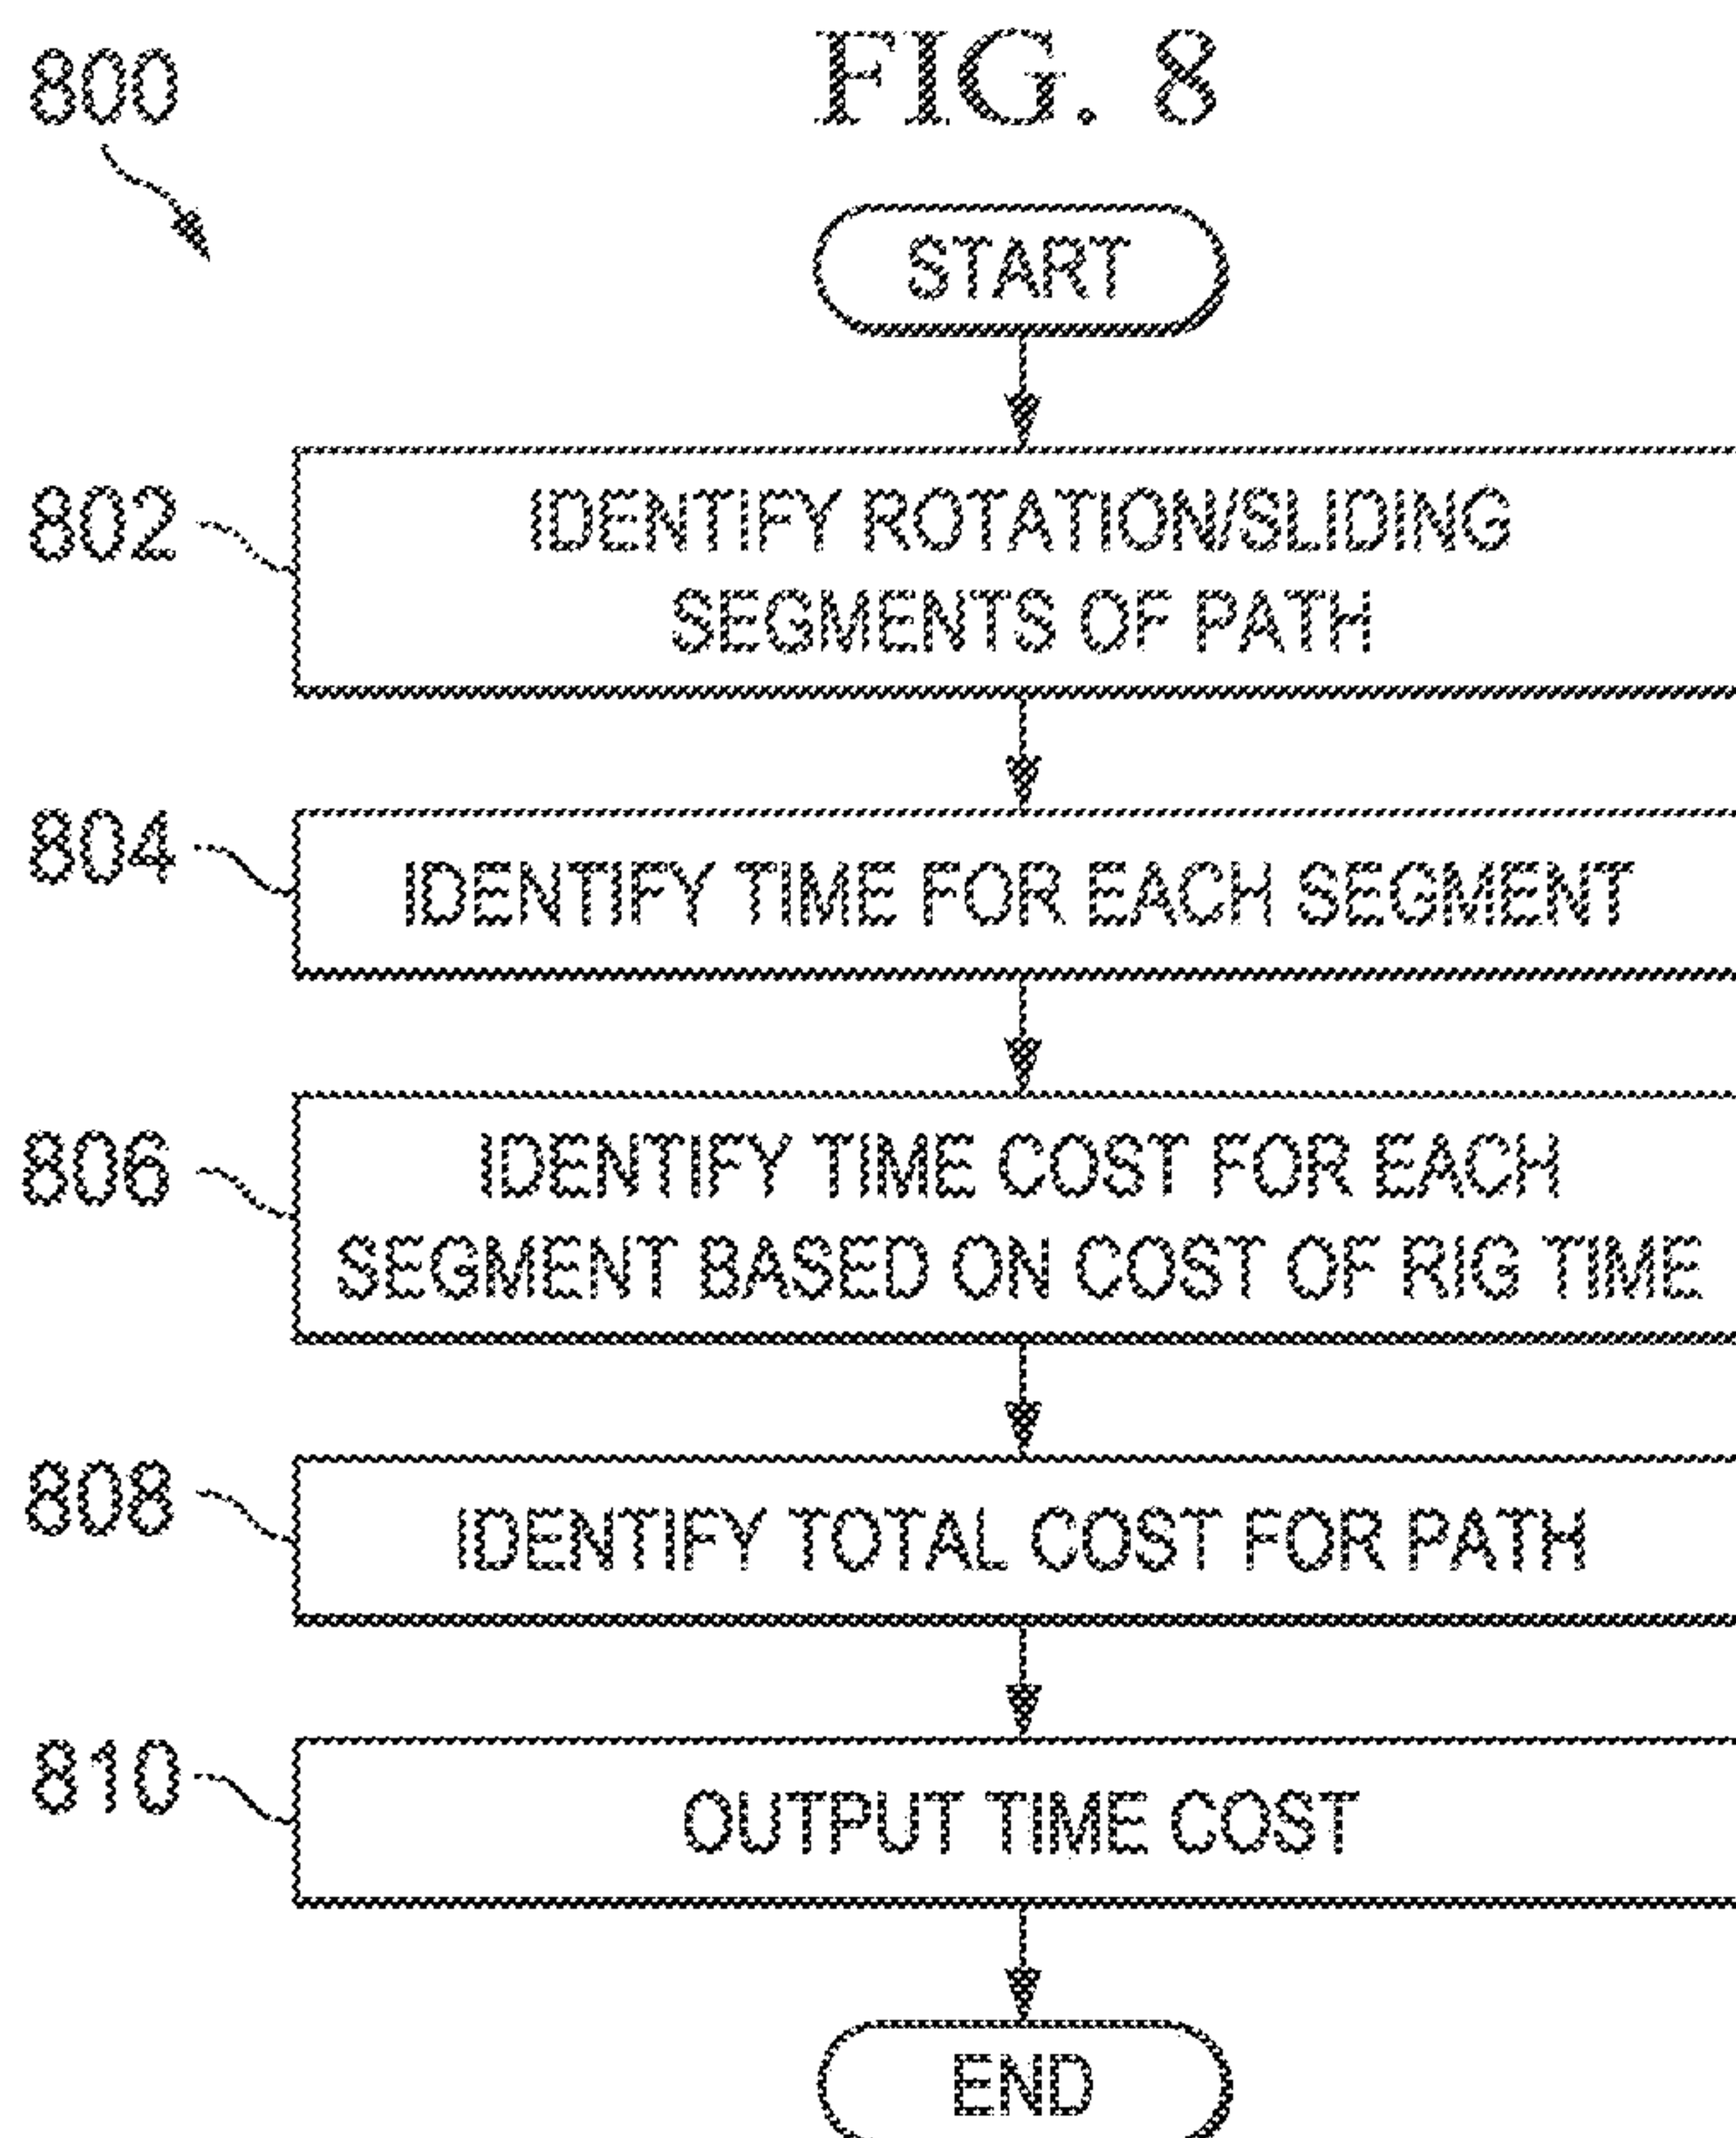 FIG. 8
800
START
802
IDENTIFY ROTATION/SLIDING
SEGMENTS OF PATH
804
IDENTIFY TIME FOR EACH SEGMENT
806
IDENTIFY TIME COST FOR EACH
SEGMENT BASED ON COST OF RIG TIME
808
IDENTIFY TOTAL COST FOR PATH
810
OUTPUT TIME COST
END